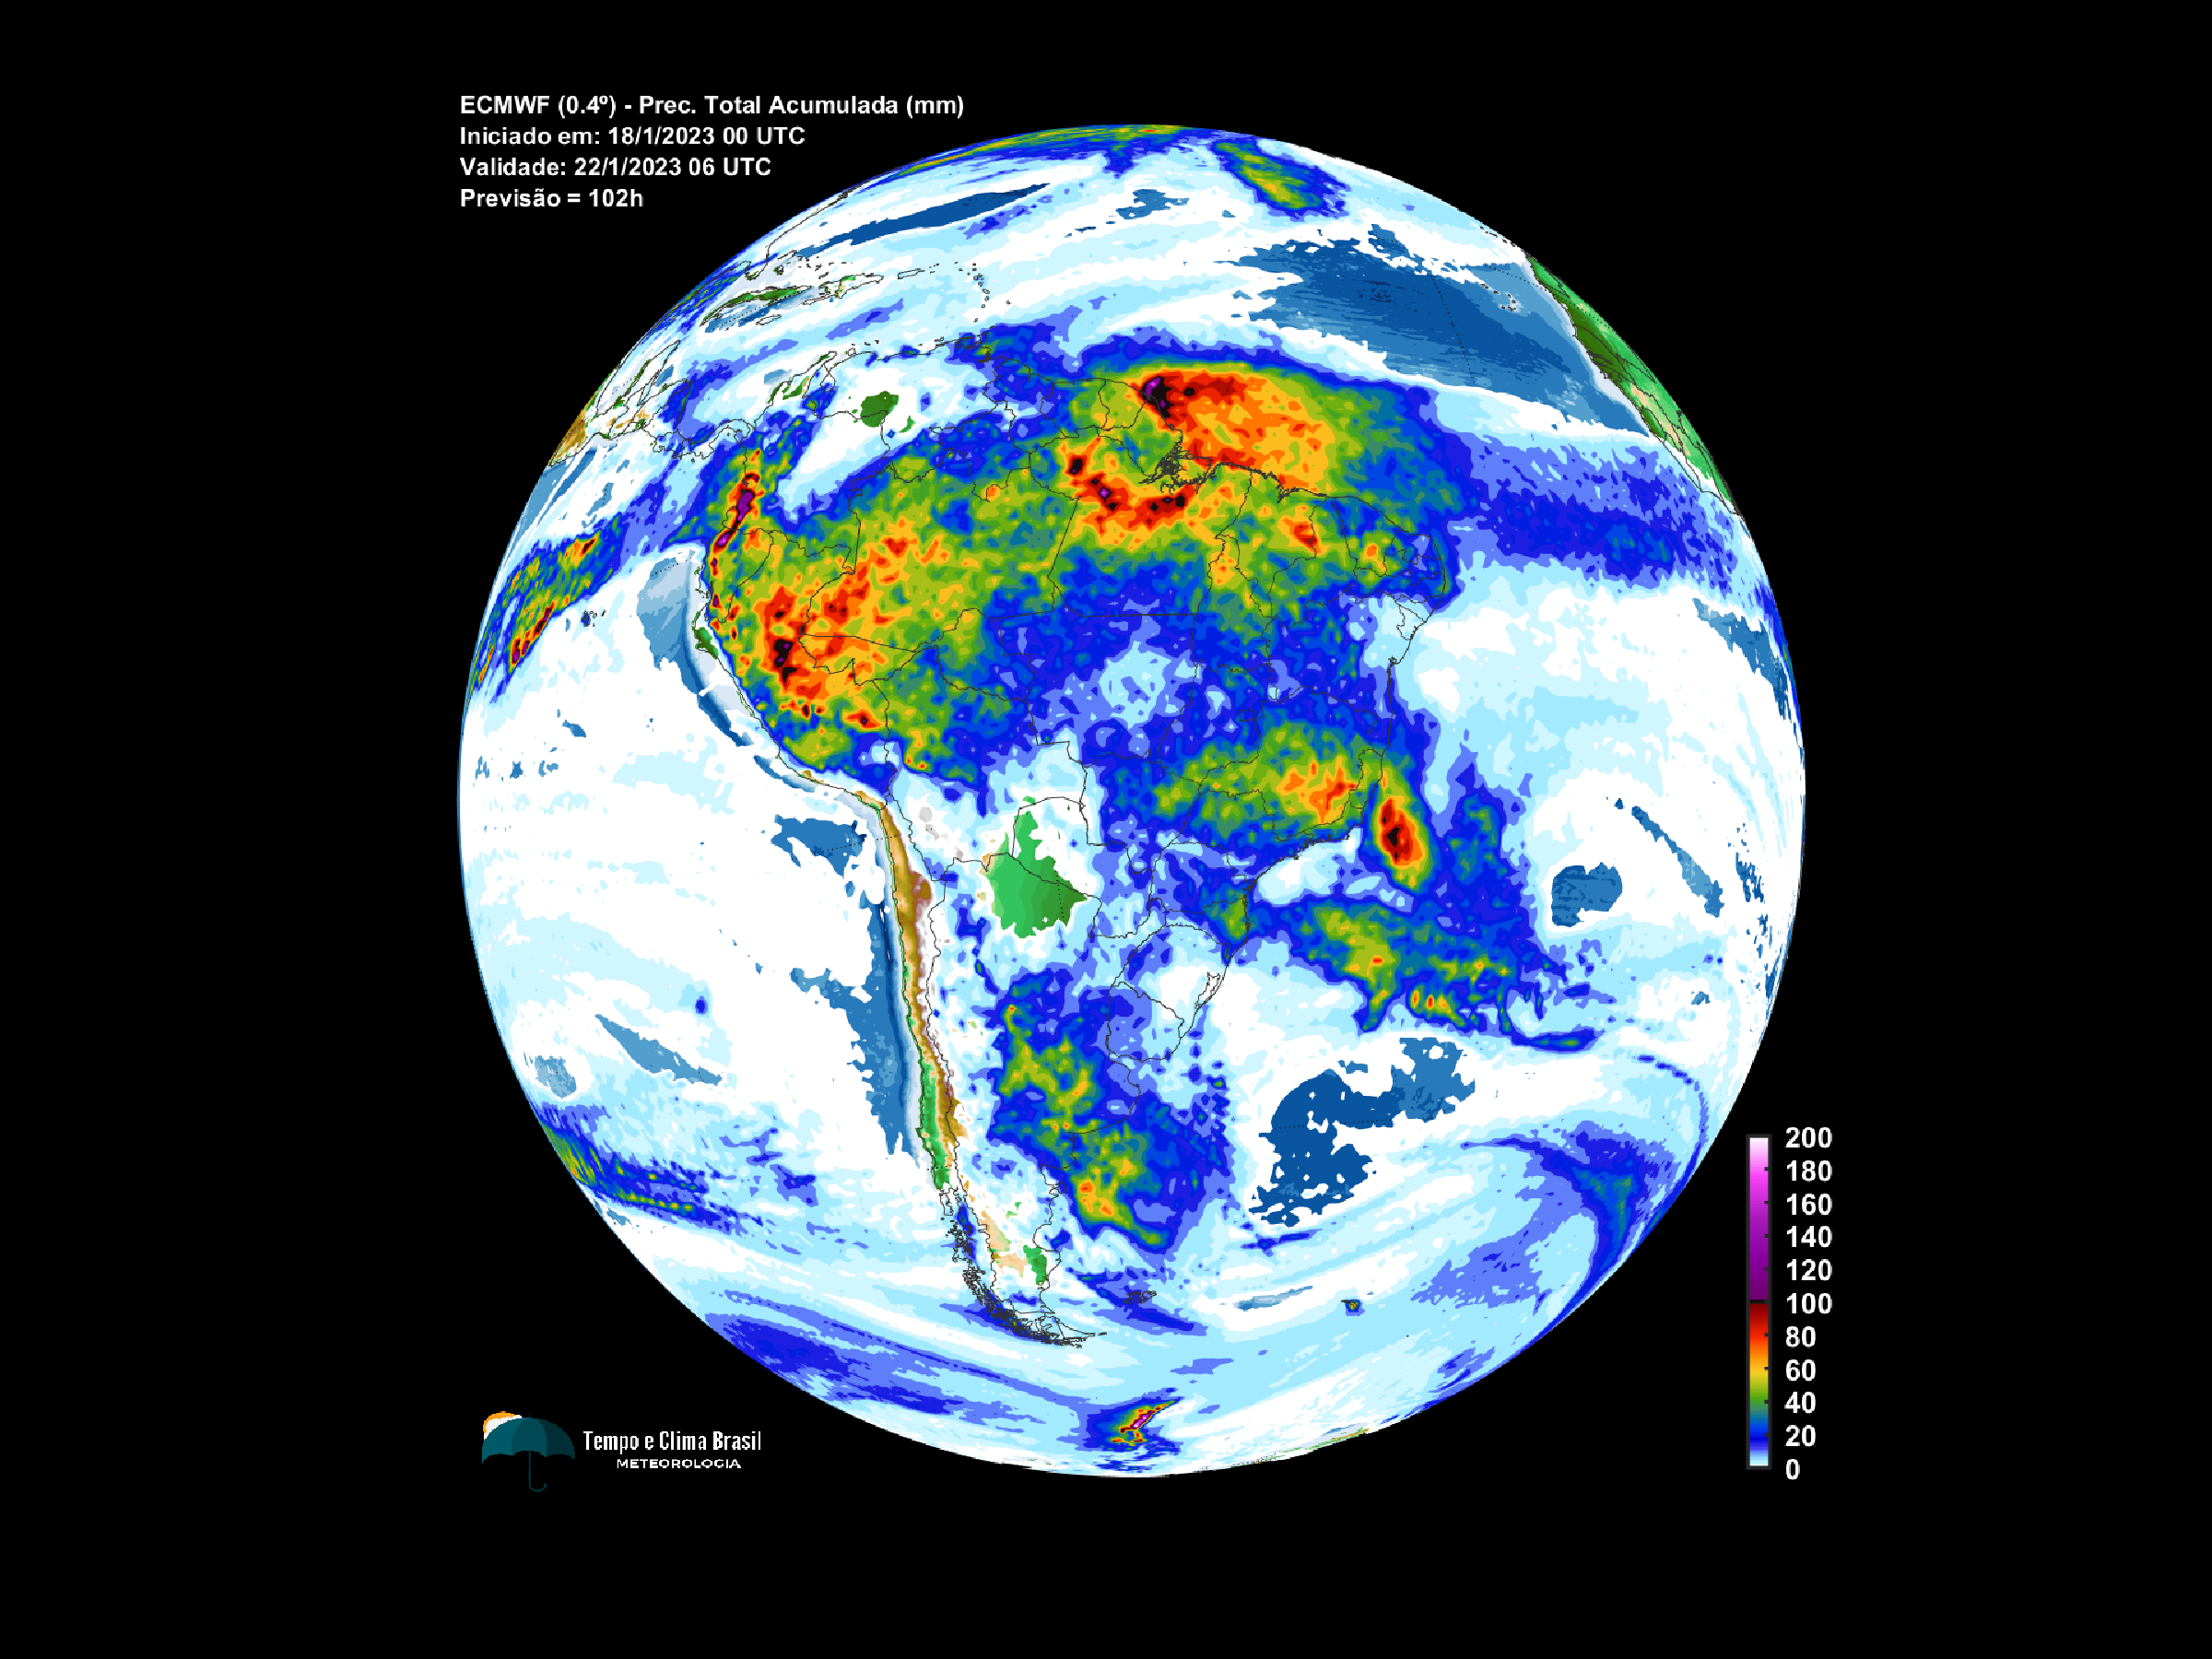 ECMWF (0.4º) - Prec. Total Acumulada (mm)
Iniciado em: 18/1/2023 00 UTC
Validade: 22/1/2023 06 UTC
Previsão = 102h
200
180
160
140
120
100
80
60
40
20
0
Tempo e Clima Brasil
METEOROLOGIA